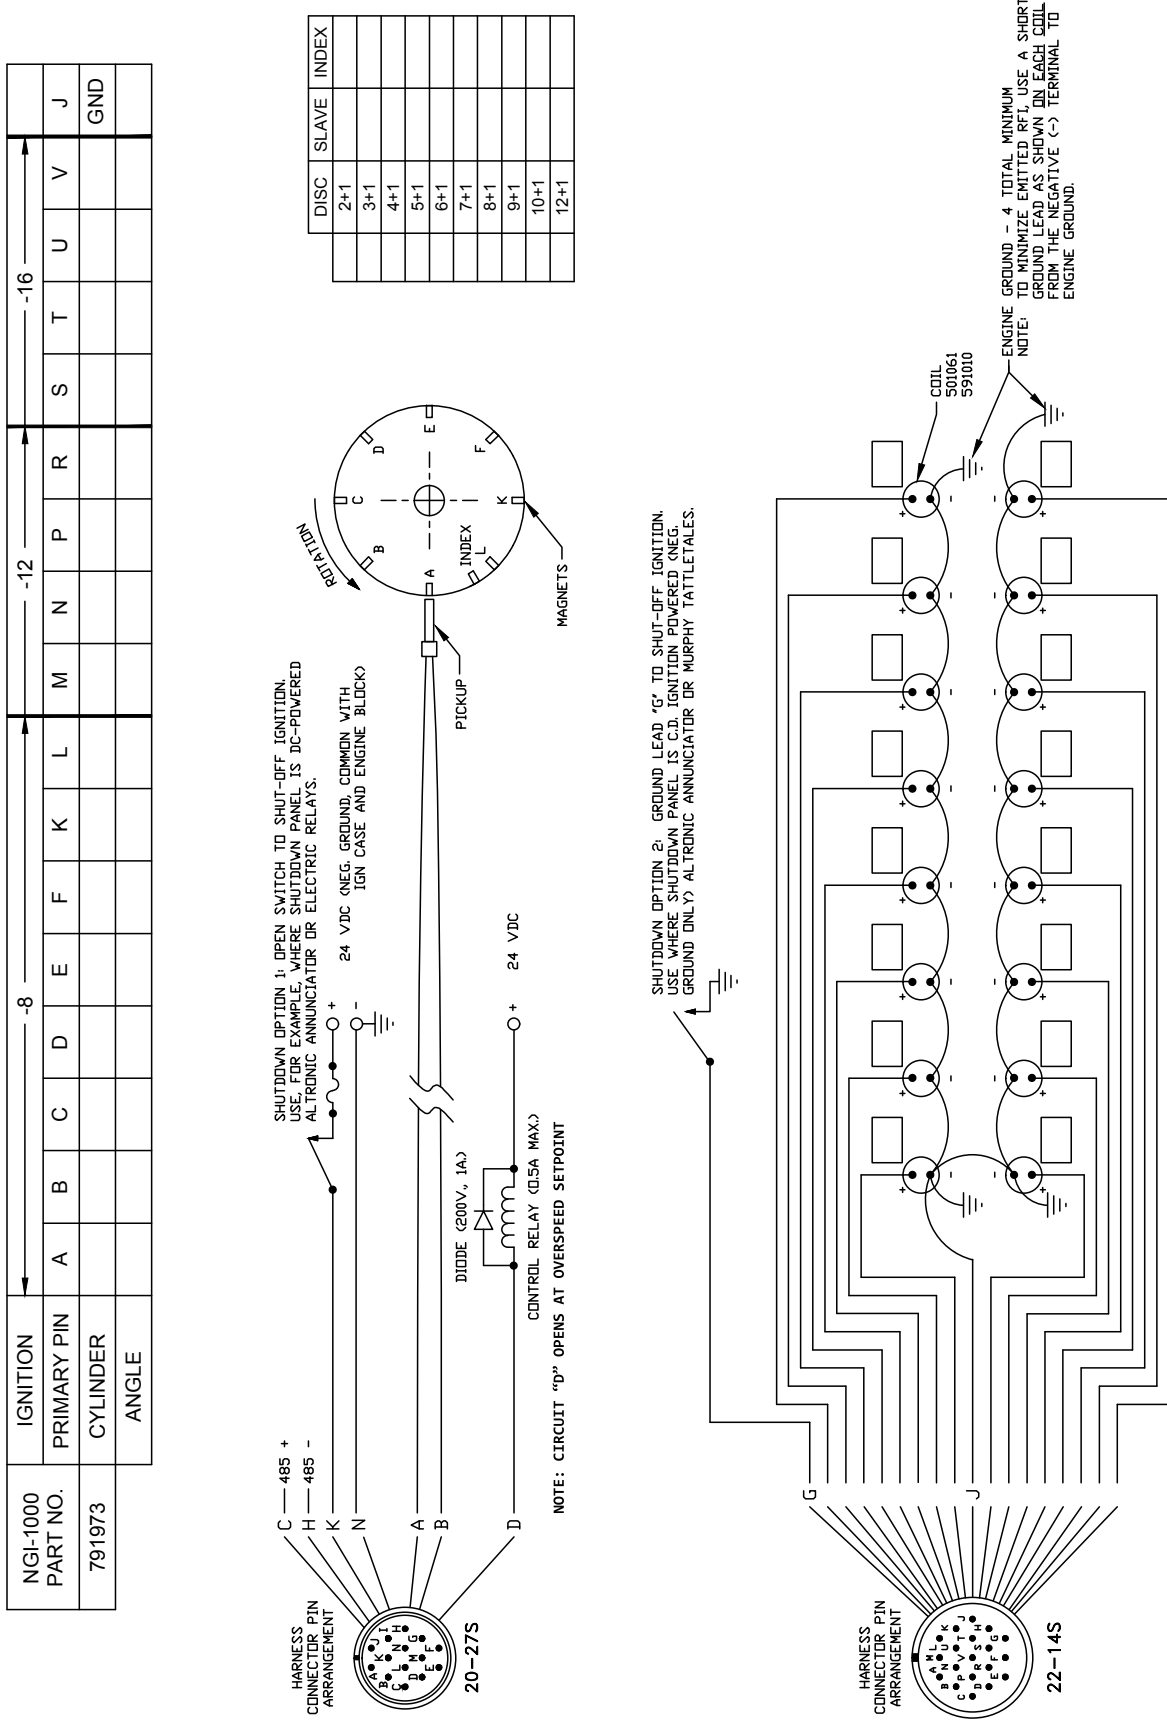 NGI-1000
PART NO.
IGNITION
-8
-12
-16
PRIMARY PIN A B C D E F K L M N P R S T U V J
791973
CYLINDER
GND
ANGLE
DISC SLAVE INDEX
2+1
3+1
4+1
5+1
6+1
7+1
8+1
9+1
10+1
12+1
SHUTDOWN OPTION 1: OPEN SWITCH TO SHUT-OFF IGNITION.
USE, FOR EXAMPLE, WHERE SHUTDOWN PANEL IS DC-POWERED
ALTRONIC ANNUNCIATOR OR ELECTRIC RELAYS.
24 VDC (NEG. GROUND, COMMON WITH
IGN CASE AND ENGINE BLOCK)
+
-
C 485 +
H 485 -
K
N
A
B
D
HARNESS
CONNECTOR PIN
ARRANGEMENT
A J I
B K H
C L N G
D M F
E
20-27S
PICKUP
ROTATION
A
B
C
D
E
F
K
L
INDEX
MAGNETS
DIODE (200V., 1A.)
24 VDC
+
CONTROL RELAY (0.5A MAX.)
NOTE: CIRCUIT “D” OPENS AT OVERSPEED SETPOINT
SHUTDOWN OPTION 2: GROUND LEAD "G" TO SHUT-OFF IGNITION.
USE WHERE SHUTDOWN PANEL IS C.D. IGNITION POWERED (NEG.
GROUND ONLY) ALTRONIC ANNUNCIATOR OR MURPHY TATTLETALES.
G
J
HARNESS
CONNECTOR PIN
ARRANGEMENT
A M L
B N U K
C P V T J
D R S H
E F G
22-14S
+ + + + + + + +
- - - - - - - -
- - - - - - - -
+ + + + + + + +
COIL
501061
591010
ENGINE GROUND - 4 TOTAL MINIMUM
NOTE: TO MINIMIZE EMITTED RFI, USE A SHORT
GROUND LEAD AS SHOWN ON EACH COIL
FROM THE NEGATIVE (-) TERMINAL TO
ENGINE GROUND.